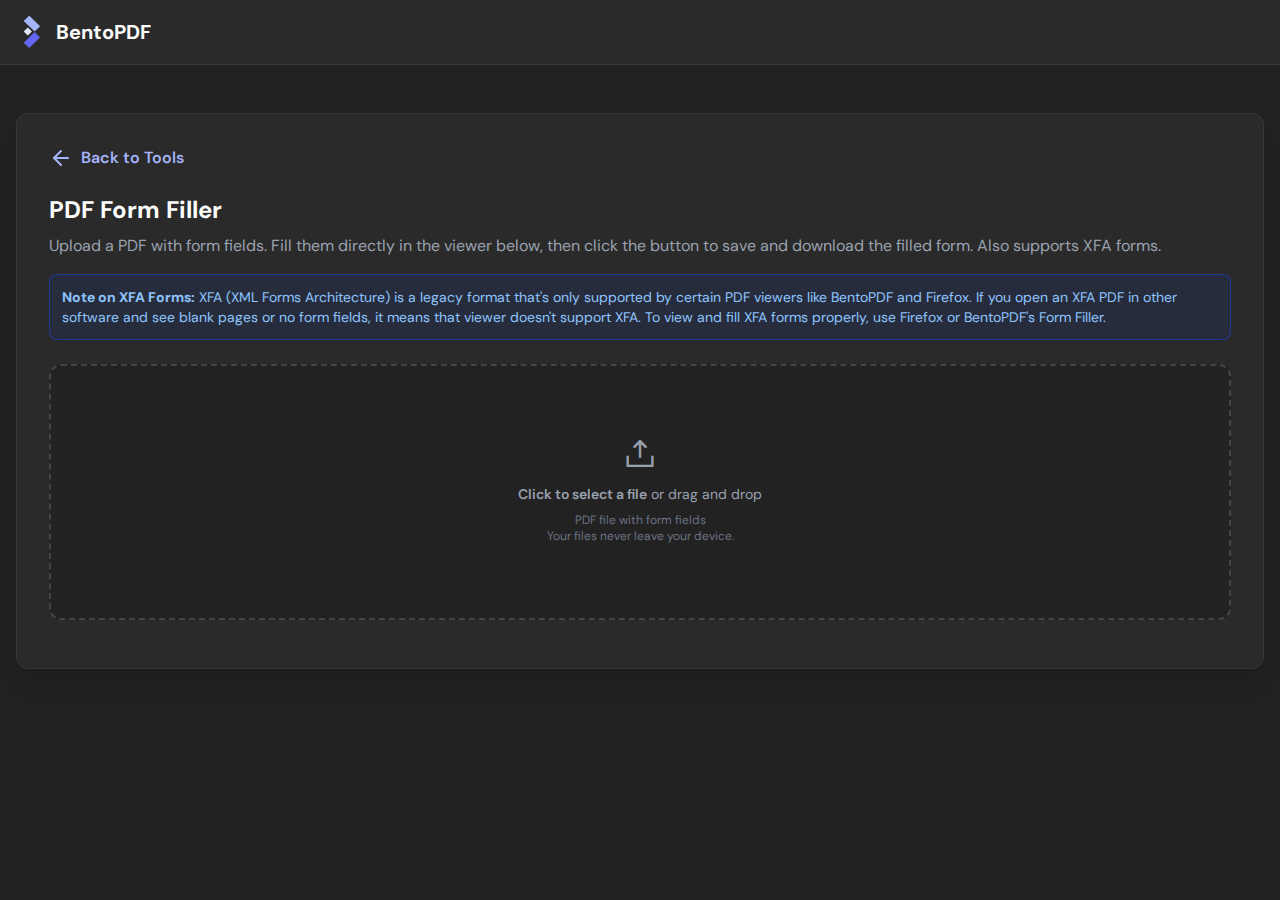 BentoPDF
Back to Tools
PDF Form Filler
Upload a PDF with form fields. Fill them directly in the viewer below, then click the button to save and download the filled form. Also supports XFA forms.
Note on XFA Forms: XFA (XML Forms Architecture) is a legacy format that's only supported by certain PDF viewers like BentoPDF and Firefox. If you open an XFA PDF in other
software and see blank pages or no form fields, it means that viewer doesn't support XFA. To view and fill XFA forms properly, use Firefox or BentoPDF's Form Filler.
Click to select a file or drag and drop
PDF file with form fields
Your files never leave your device.